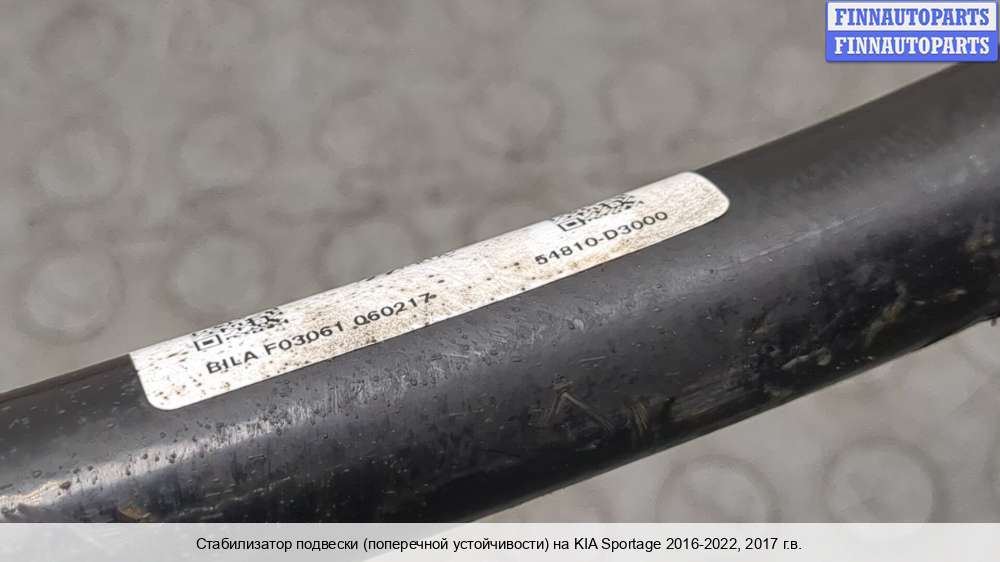 FINNAUTOPARTS
FINNAUTOPARTS
54810-D3000
BILA F03061 060217
Стабилизатор подвески (поперечной устойчивости) на KIA Sportage 2016-2022, 2017 г.в.